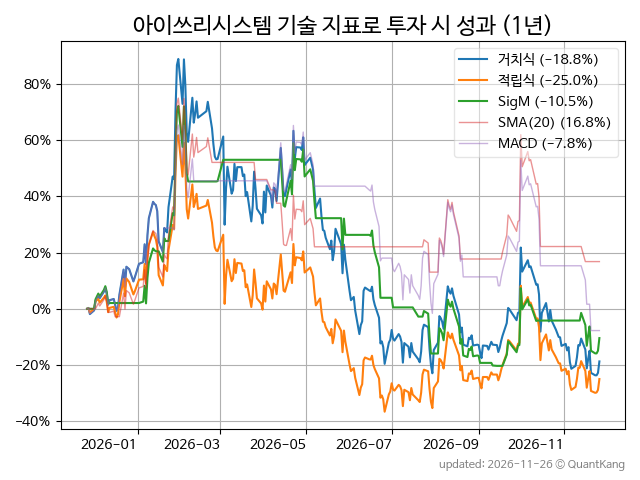 아이쓰리시스템 기술 지표로 투자 시 성과 (1년)
거치식 (−18.8%)
적립식 (−25.0%)
SigM (−10.5%)
SMA(20) (16.8%)
MACD (−7.8%)
80%
60%
40%
20%
0%
−20%
−40%
2026-01 2026-03 2026-05 2026-07 2026-09 2026-11
updated: 2026-11-26 ⓒ QuantKang